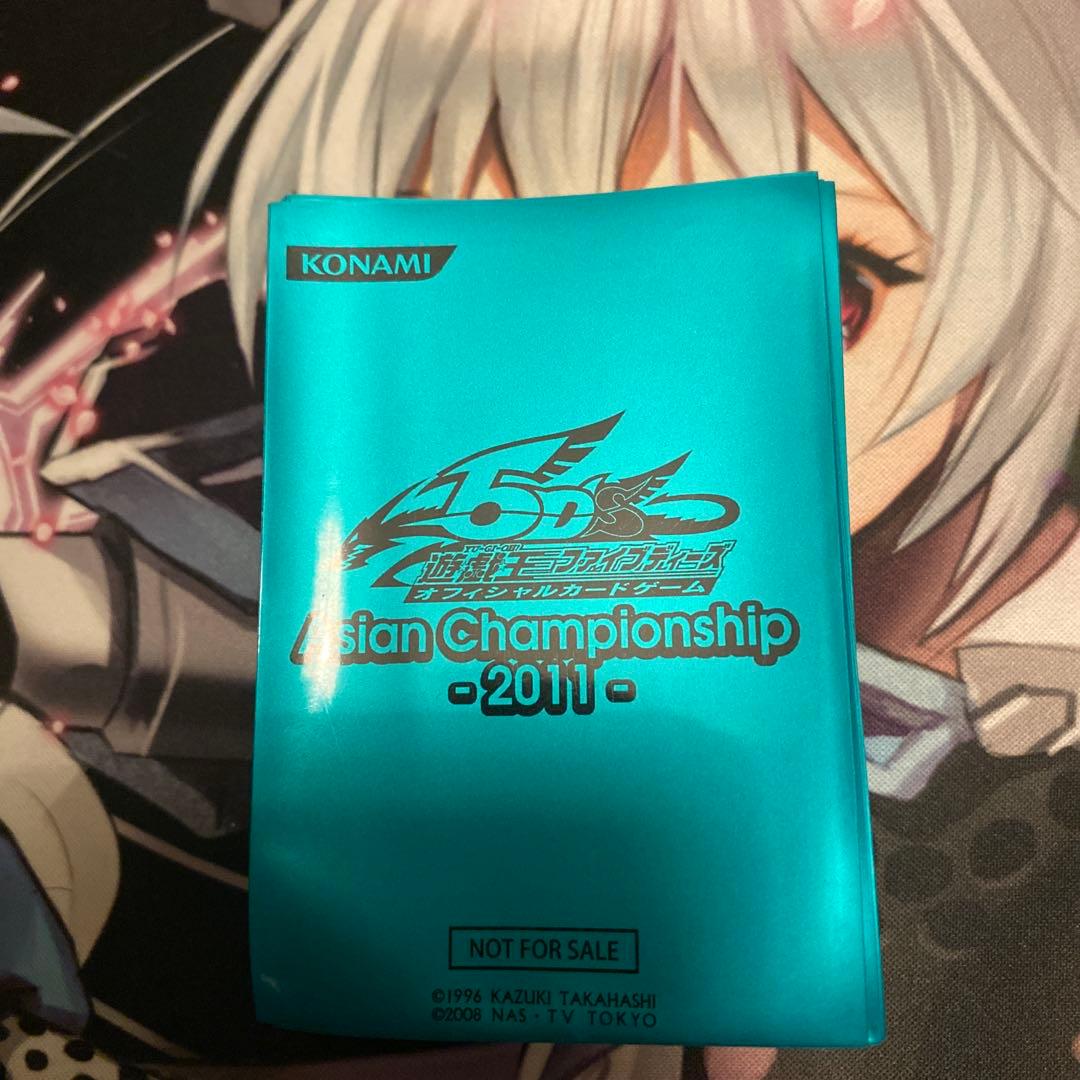 KONAMI
5D's
YU-GI-OH!
遊戯王ファイブディーズ
オフィシャルカードゲーム
Asian Championship
- 2011 -
NOT FOR SALE
©1996 KAZUKI TAKAHASHI
©2008 NAS・TV TOKYO